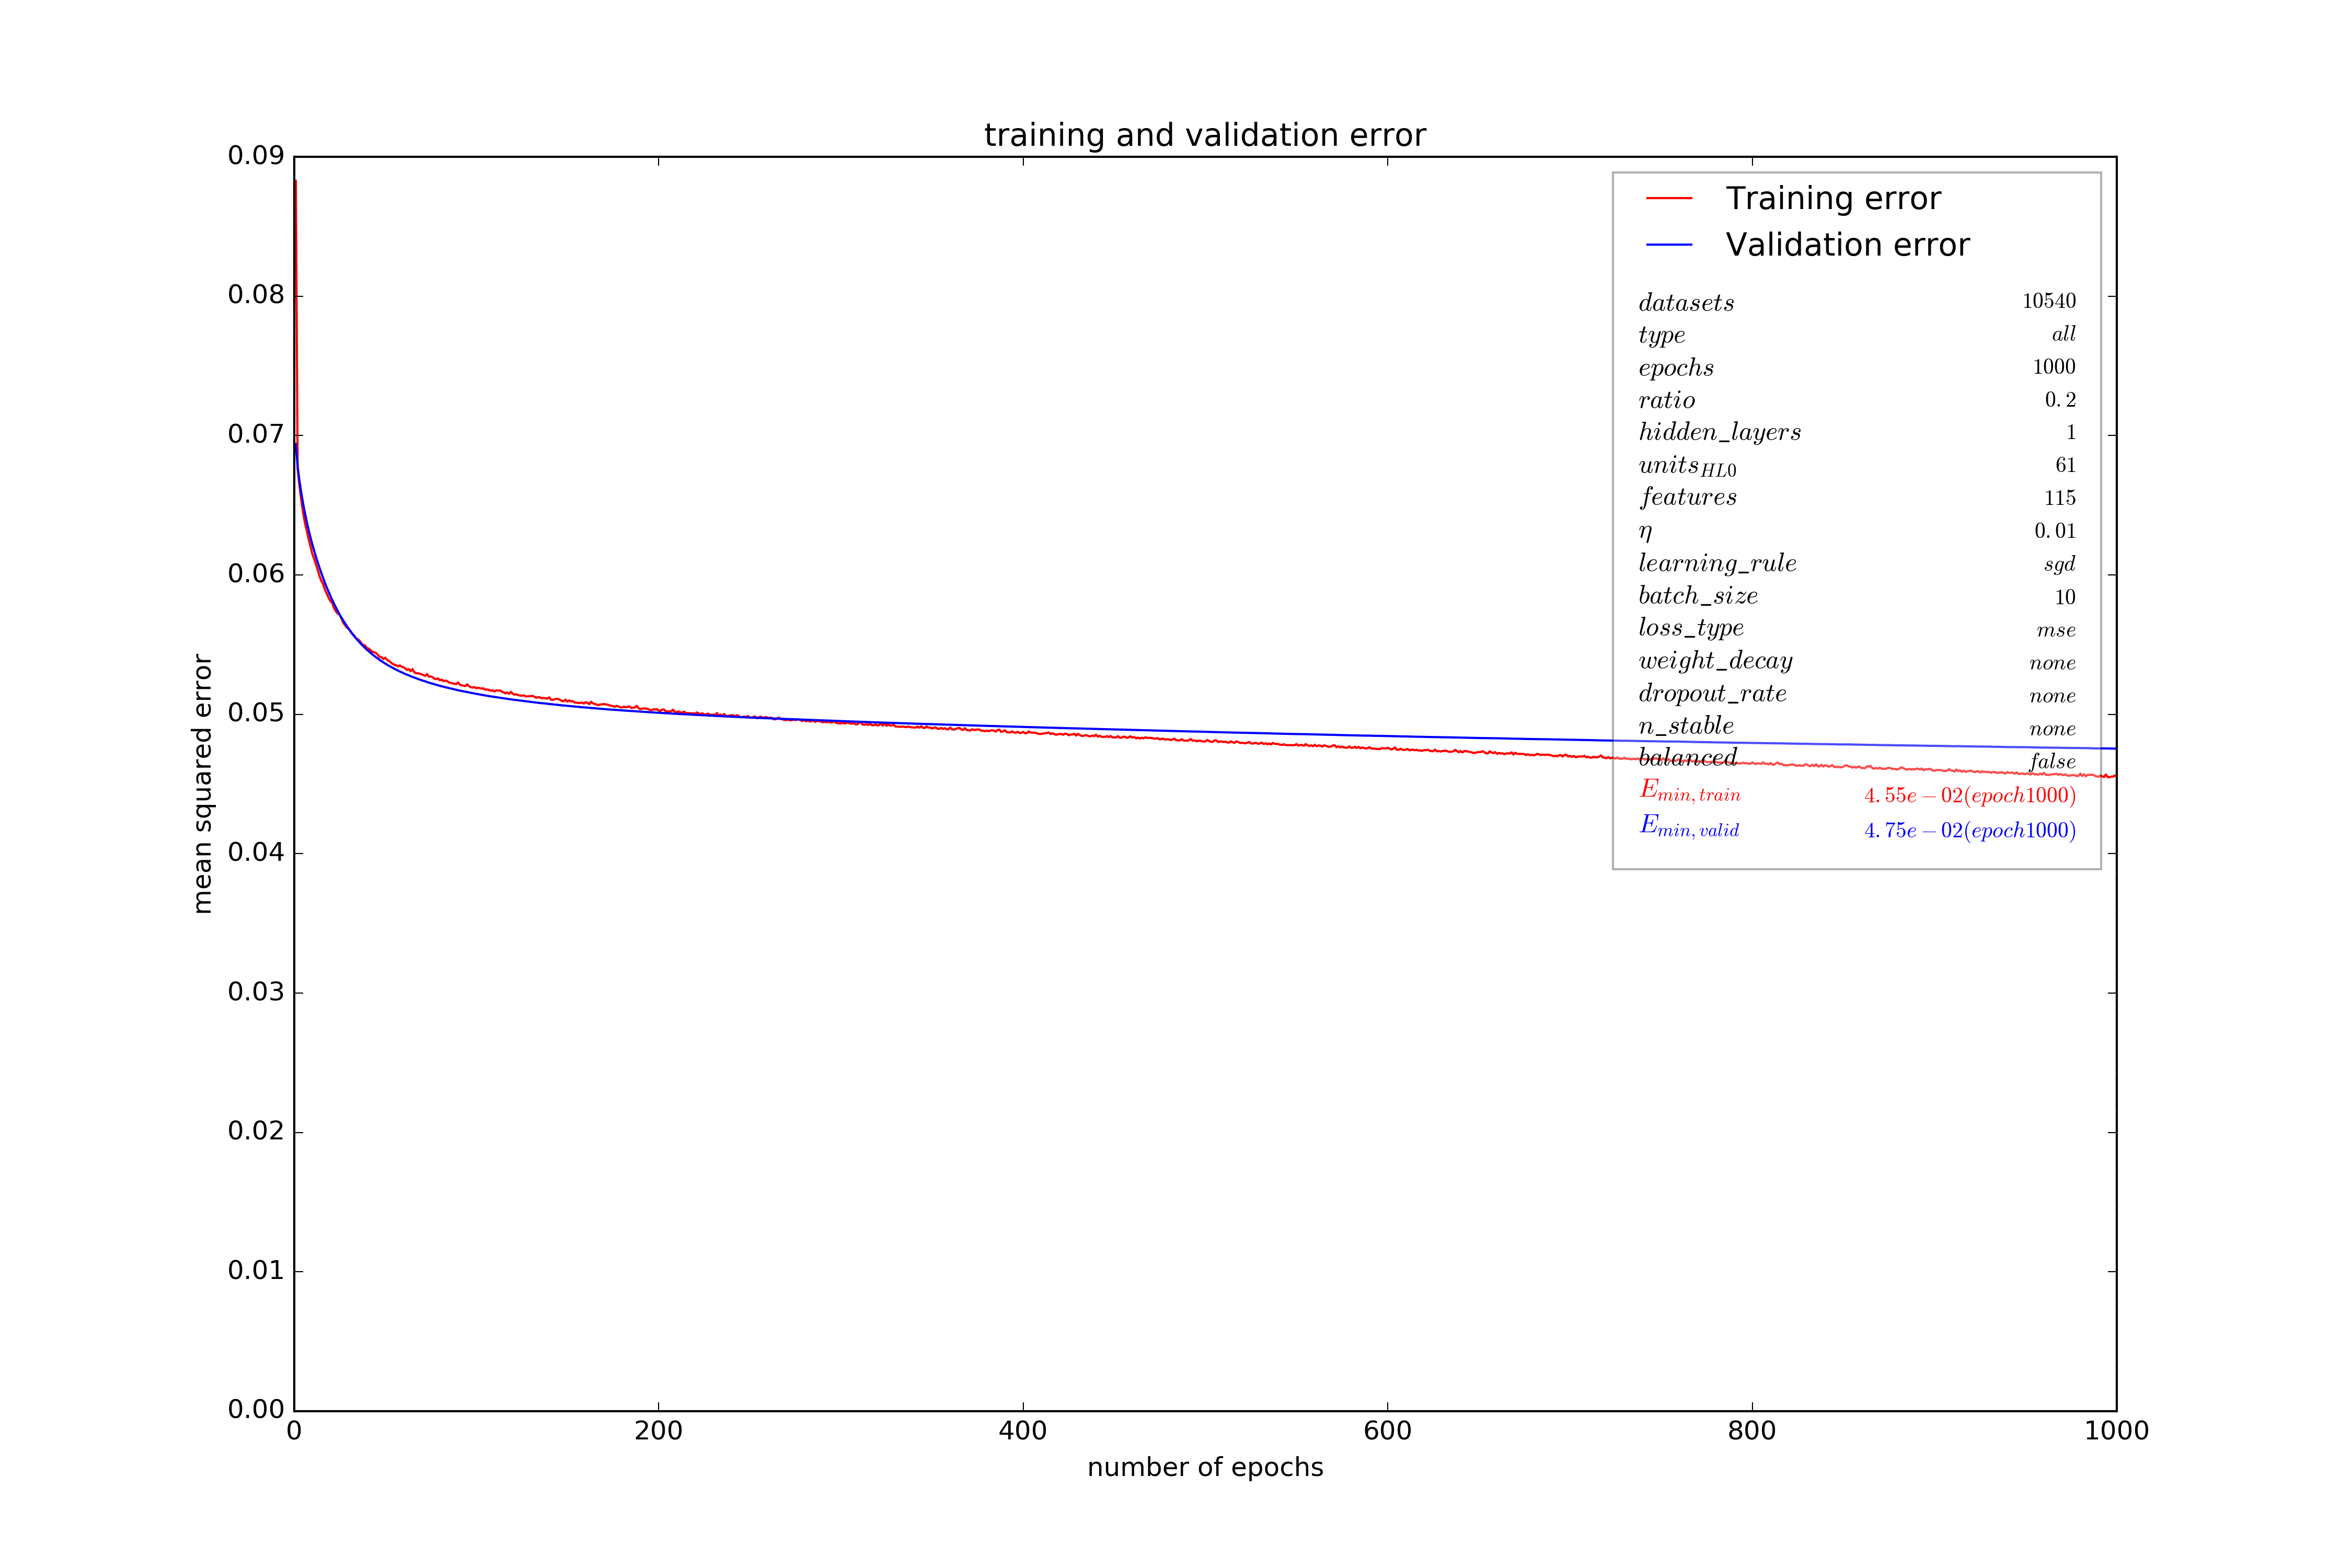 training and validation error
0.09
0.08
0.07
0.06
0.05
0.04
0.03
0.02
0.01
0.00
mean squared error
Training error
Validation error
datasets 10540
type all
epochs 1000
ratio 0.2
hidden_layers 1
units_HL0 61
features 115
η 0.01
learning_rule sgd
batch_size 10
loss_type mse
weight_decay none
dropout_rate none
n_stable none
balanced false
E_min,train 4.55e−02(epoch1000)
E_min,valid 4.75e−02(epoch1000)
0 200 400 600 800 1000
number of epochs